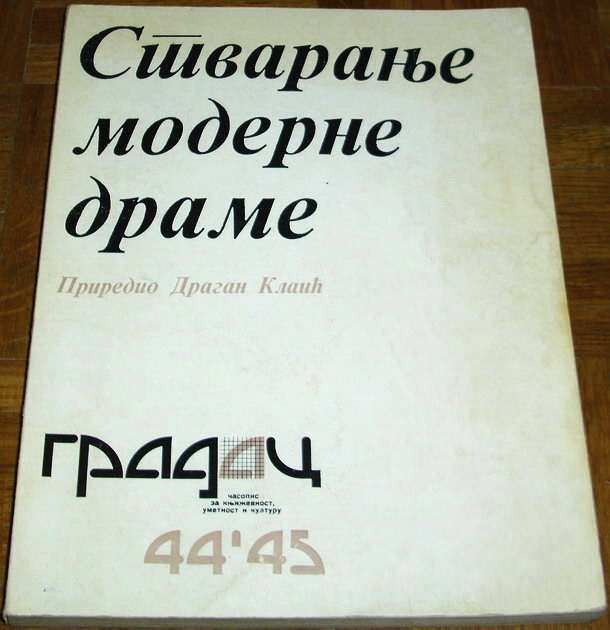 Стварање
модерне
драме
Приредио Драган Клаић
градац
часопис
за књижевност,
уметност и културу
44'45